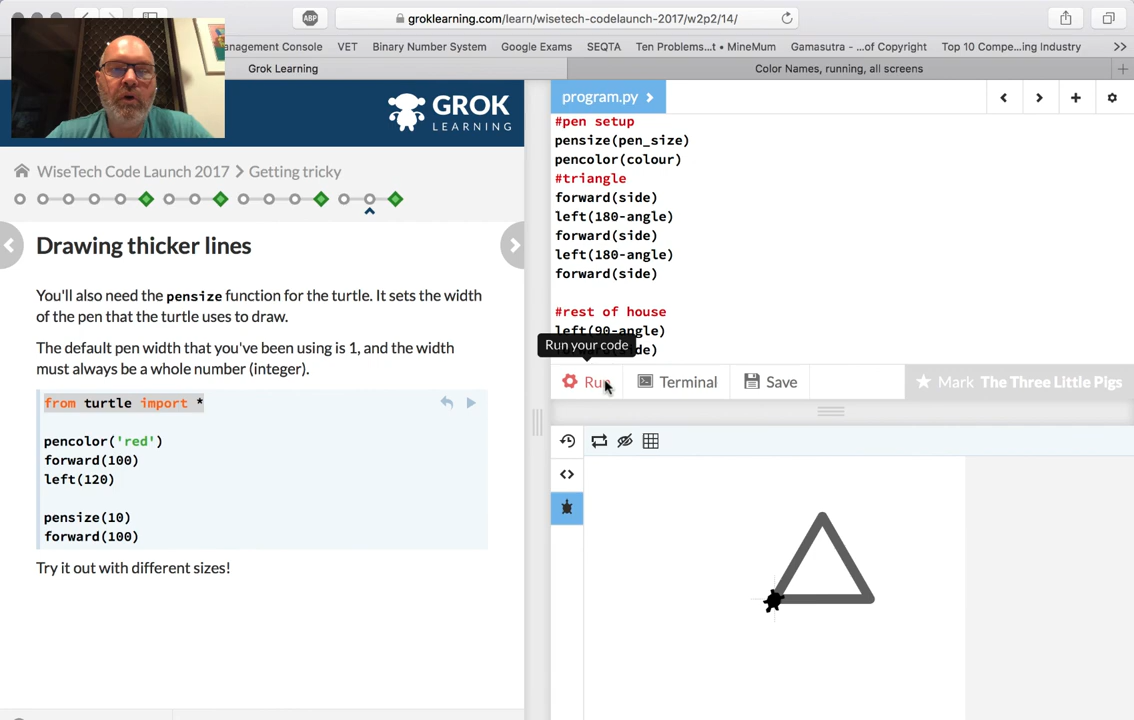 ABP
groklearning.com/learn/wisetech-codelaunch-2017/w2p2/14/
anagement Console VET Binary Number System Google Exams SEQTA Ten Problems...t • MineMum Gamasutra - ...of Copyright Top 10 Compe...ing Industry >>
Grok Learning
Color Names, running, all screens
GROK
LEARNING
WiseTech Code Launch 2017 > Getting tricky
Drawing thicker lines
You'll also need the pensize function for the turtle. It sets the width
of the pen that the turtle uses to draw.
The default pen width that you've been using is 1, and the width
must always be a whole number (integer).
from turtle import *
pencolor('red')
forward(100)
left(120)
pensize(10)
forward(100)
Try it out with different sizes!
program.py >
#pen setup
pensize(pen_size)
pencolor(colour)
#triangle
forward(side)
left(180-angle)
forward(side)
left(180-angle)
forward(side)
#rest of house
left(90-angle)
Run your code
Run Terminal Save Mark The Three Little Pigs